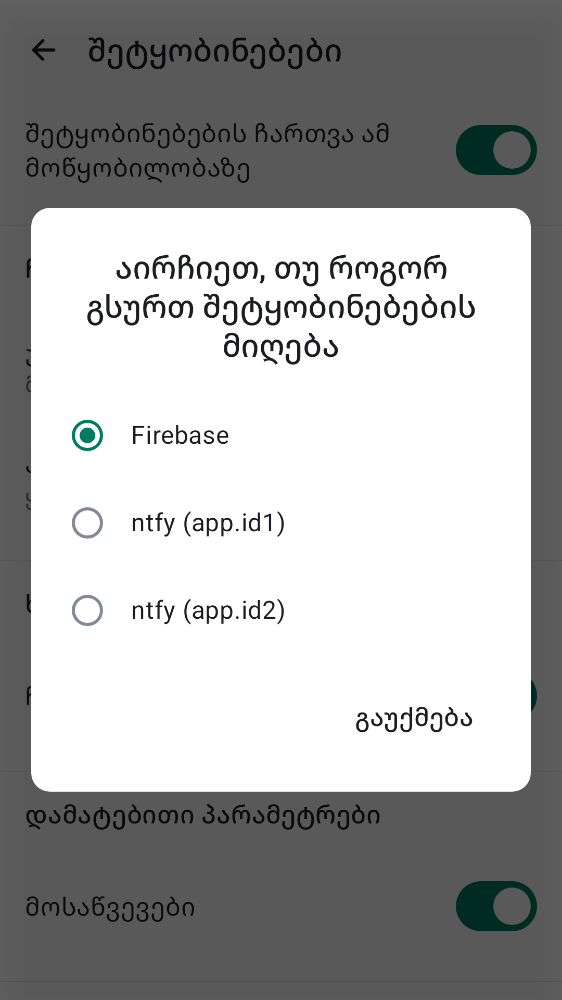 შეტყობინებები
შეტყობინებების ჩართვა ამ
მოწყობილობაზე
აირჩიეთ, თუ როგორ
გსურთ შეტყობინებების
მიღება
Firebase
ntfy (app.id1)
ntfy (app.id2)
გაუქმება
დამატებითი პარამეტრები
მოსაწვევები